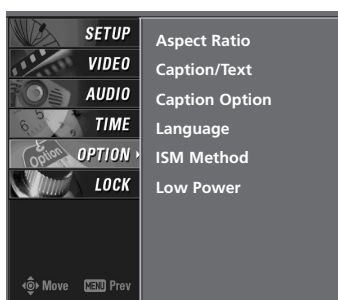 SETUP
VIDEO
AUDIO
TIME
OPTION
LOCK
Move MENU Prev
Aspect Ratio
Caption/Text
Caption Option
Language
ISM Method
Low Power